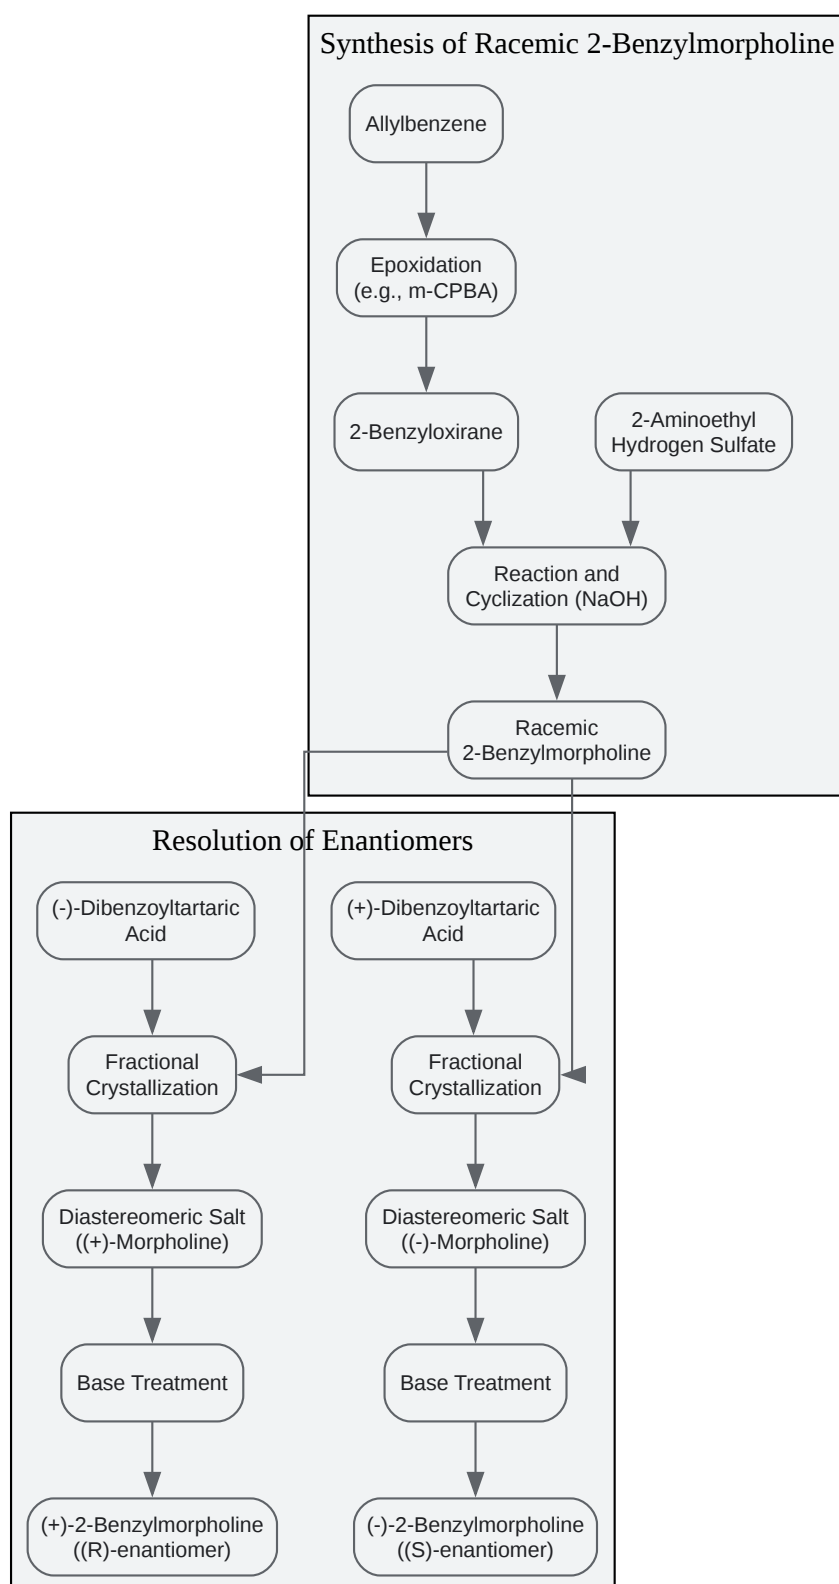 Synthesis of Racemic 2-Benzylmorpholine
Allylbenzene
Epoxidation
(e.g., m-CPBA)
2-Benzyloxirane
2-Aminoethyl
Hydrogen Sulfate
Reaction and
Cyclization (NaOH)
Racemic
2-Benzylmorpholine
Resolution of Enantiomers
(-)-Dibenzoyltartaric
Acid
(+)-Dibenzoyltartaric
Acid
Fractional
Crystallization
Fractional
Crystallization
Diastereomeric Salt
((+)-Morpholine)
Diastereomeric Salt
((-)-Morpholine)
Base Treatment
Base Treatment
(+)-2-Benzylmorpholine
((R)-enantiomer)
(-)-2-Benzylmorpholine
((S)-enantiomer)